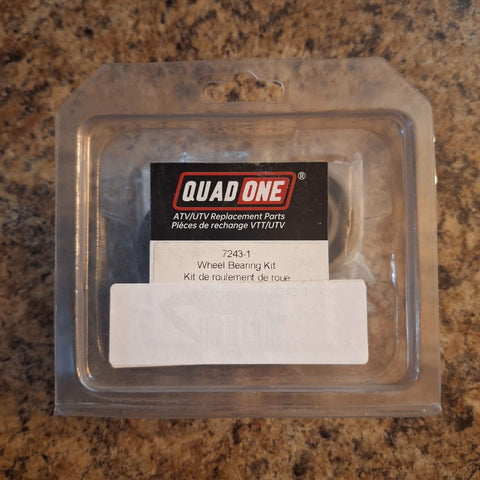 QUAD ONE®
ATV/UTV Replacement Parts
Pièces de rechange VTT/UTV
7243-1
Wheel Bearing Kit
Kit de roulement de roue